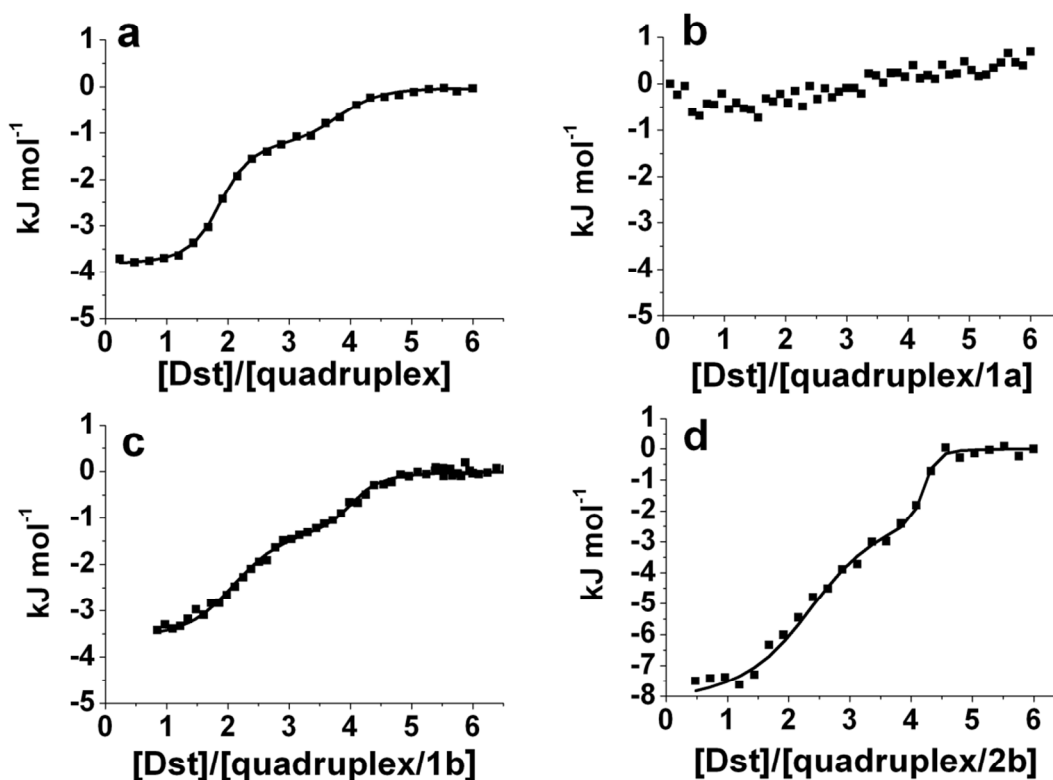 a
1
0
-1
-2
-3
-4
-5
kJ mol⁻¹
0 1 2 3 4 5 6
[Dst]/[quadruplex]
b
1
0
-1
-2
-3
-4
-5
kJ mol⁻¹
0 1 2 3 4 5 6
[Dst]/[quadruplex/1a]
c
1
0
-1
-2
-3
-4
-5
kJ mol⁻¹
0 1 2 3 4 5 6
[Dst]/[quadruplex/1b]
d
1
0
-1
-2
-3
-4
-5
-6
-7
-8
kJ mol⁻¹
0 1 2 3 4 5 6
[Dst]/[quadruplex/2b]